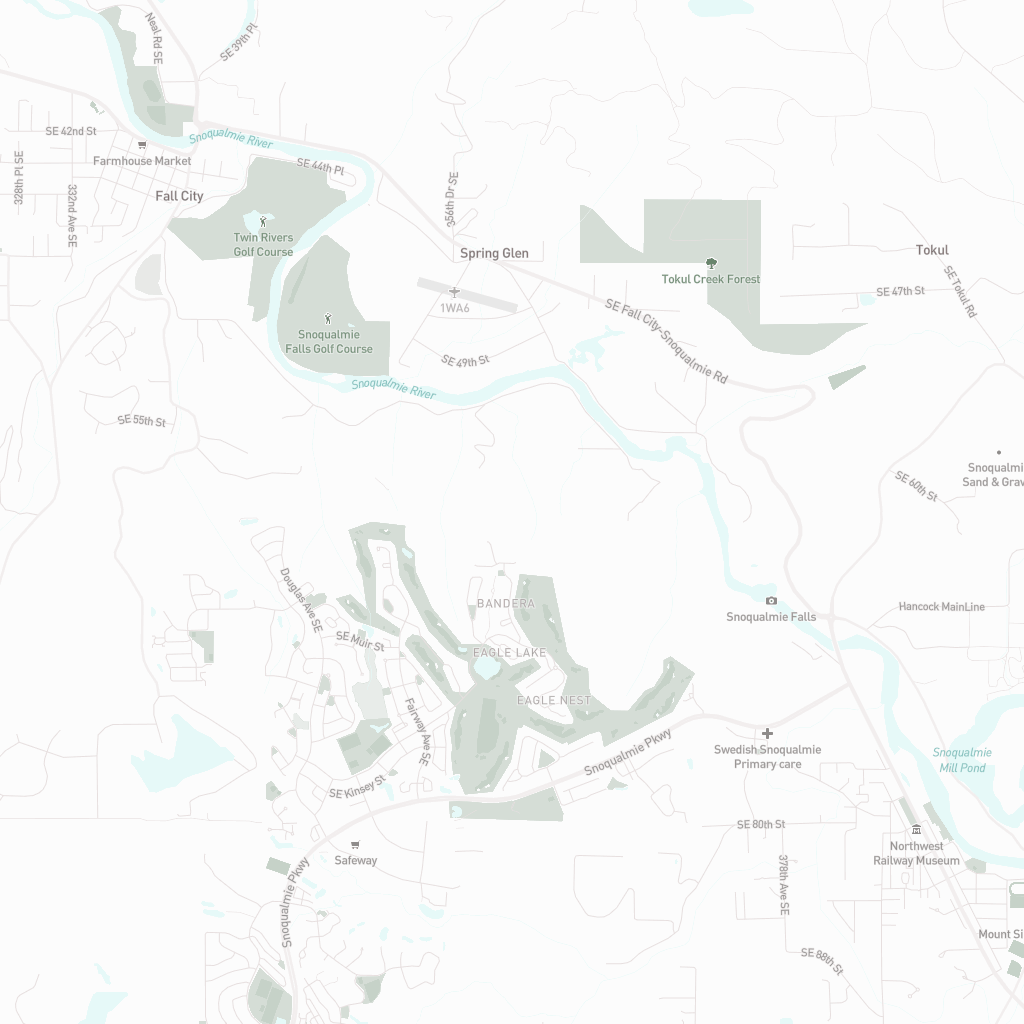 Neal Rd SE
SE 39th Pl
SE 42nd St
Snoqualmie River
Farmhouse Market
SE 44th Pl
328th Pl SE
332nd Ave SE
Fall City
356th Dr SE
Twin Rivers
Golf Course
Spring Glen
Tokul
Tokul Creek Forest
SE Tokul Rd
SE 47th St
1WA6
SE Fall City-Snoqualmie Rd
Snoqualmie
Falls Golf Course
SE 49th St
Snoqualmie River
SE 55th St
Snoqualmi
Sand & Grav
SE 60th St
Douglas Ave SE
BANDERA
Hancock MainLine
Snoqualmie Falls
SE Muir St
EAGLE LAKE
EAGLE NEST
Fairway Ave SE
Snoqualmie Pkwy
Swedish Snoqualmie
Primary care
Snoqualmie
Mill Pond
SE Kinsey St
SE 80th St
Northwest
Railway Museum
Safeway
378th Ave SE
Snoqualmie Pkwy
Mount Si
SE 88th St